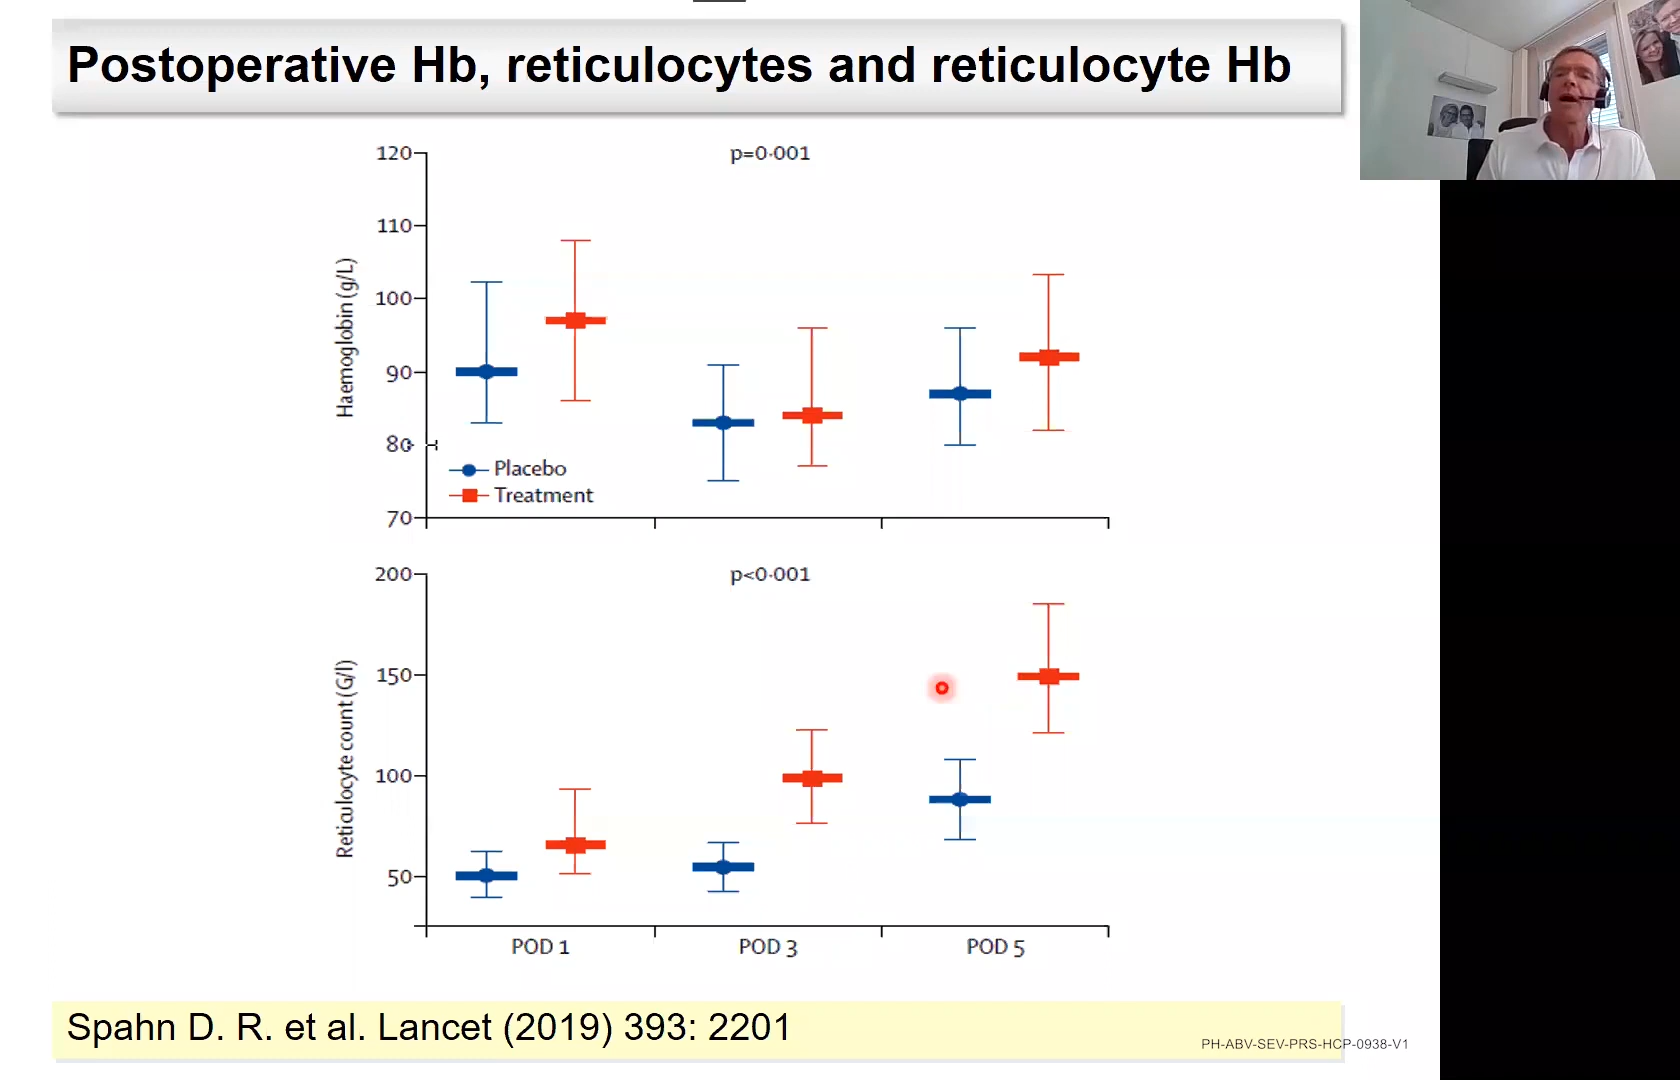 Postoperative Hb, reticulocytes and reticulocyte Hb
p=0·001
Haemoglobin (g/L)
120
110
100
90
80
70
Placebo
Treatment
p<0·001
Reticulocyte count (G/l)
200
150
100
50
POD 1 POD 3 POD 5
Spahn D. R. et al. Lancet (2019) 393: 2201
PH-ABV-SEV-PRS-HCP-0938-V1